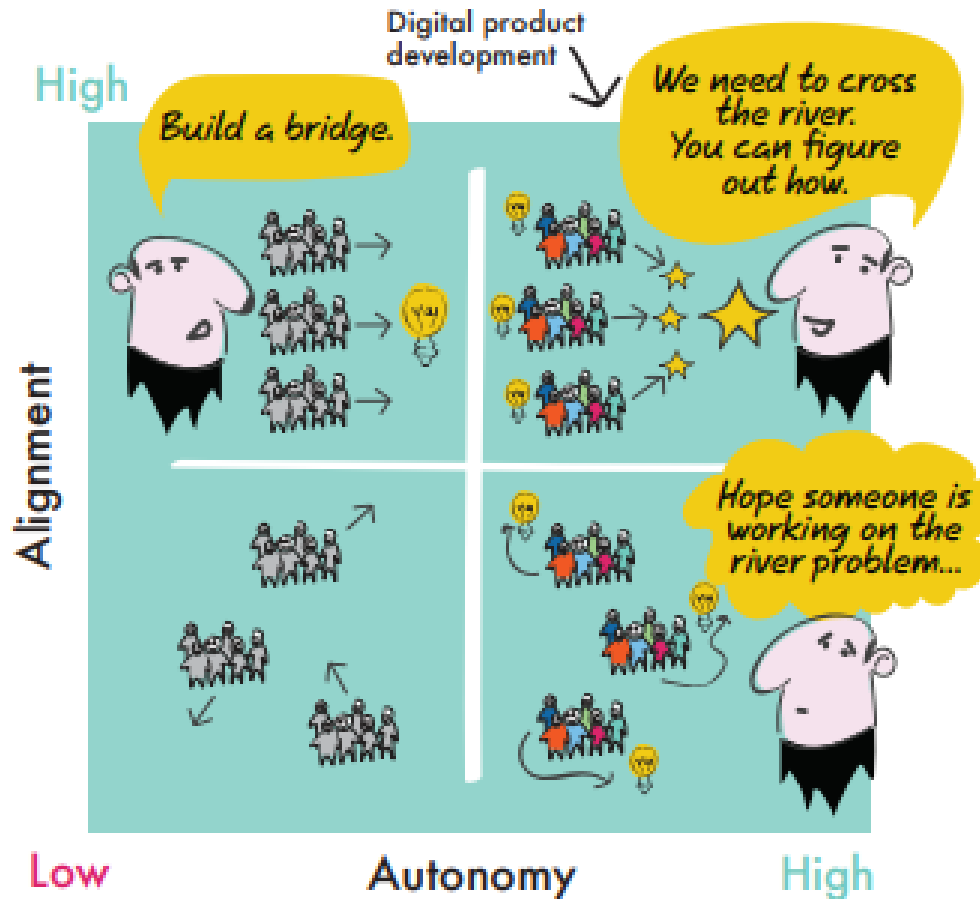 Digital product
development
High
Build a bridge.
We need to cross
the river.
You can figure
out how.
Alignment
Hope someone is
working on the
river problem...
Low
Autonomy
High